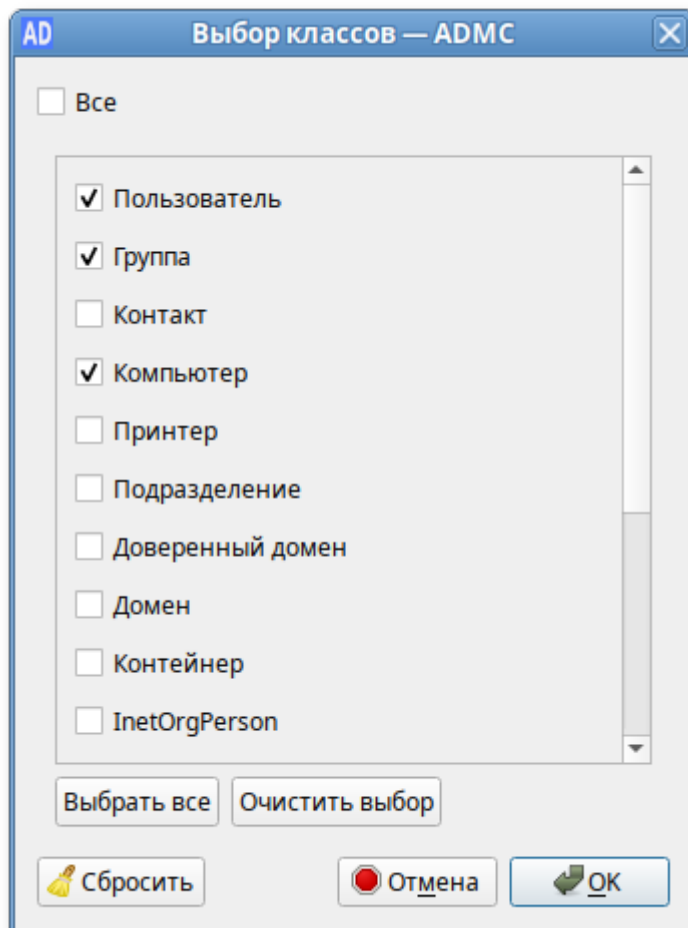 AD Выбор классов — ADMC
Все
Пользователь
Группа
Контакт
Компьютер
Принтер
Подразделение
Доверенный домен
Домен
Контейнер
InetOrgPerson
Выбрать все Очистить выбор
Сбросить Отмена OK